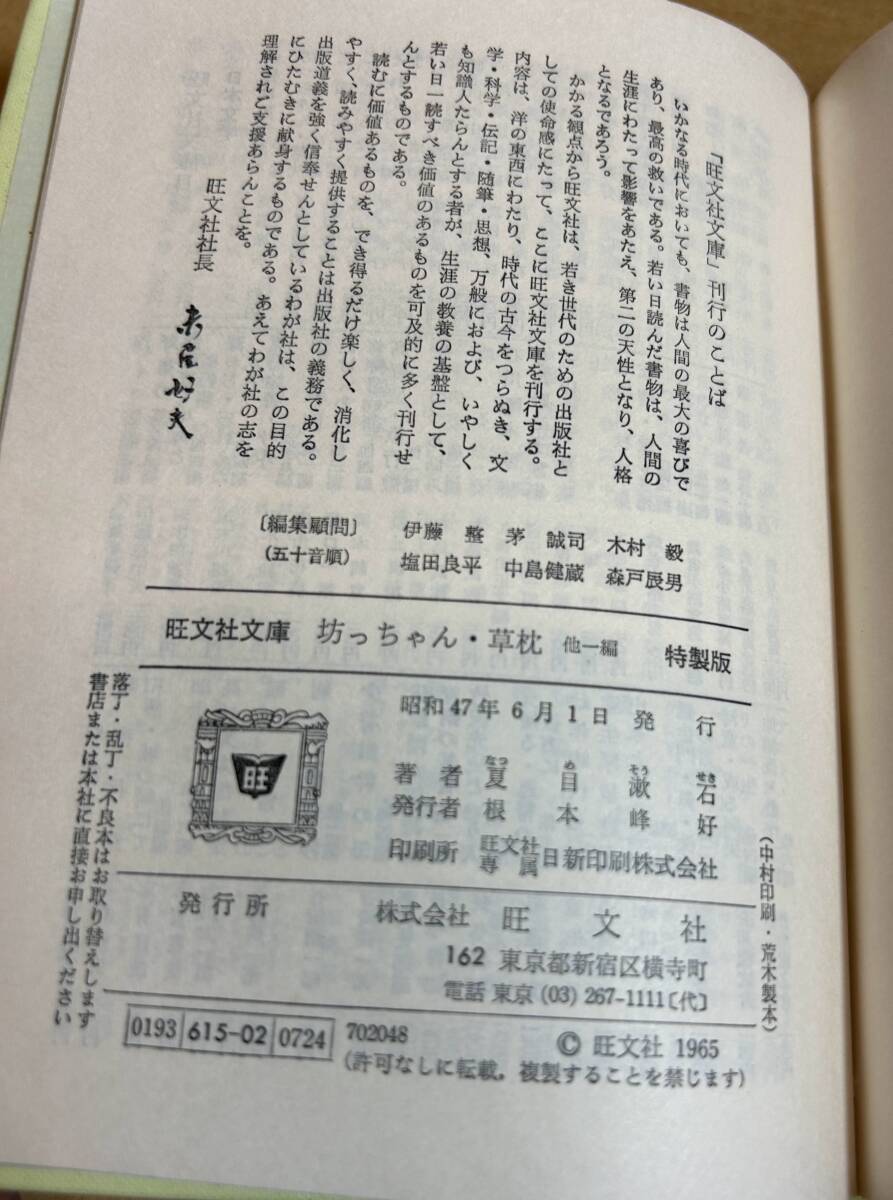 「旺文社文庫」刊行のことば
いかなる時代においても、書物は人間の最大の喜びで
あり、最高の救いである。若い日読んだ書物は、人間の
生涯にわたって影響をあたえ、第二の天性となり、人格
となるであろう。
かかる観点から旺文社は、若き世代のための出版社と
しての使命感にたって、ここに旺文社文庫を刊行する。
内容は、洋の東西にわたり、時代の古今をつらぬき、文
学・科学・伝記・随筆・思想、万般におよび、いやしく
も知識人たらんとする者が、生涯の教養の基盤として、
若い日一読すべき価値のあるものを可及的に多く刊行せ
んとするものである。
読むに価値あるものを、でき得るだけ楽しく、消化し
やすく、読みやすく提供することは出版社の義務である。
出版道義を強く信奉せんとしているわが社は、この目的
にひたむきに献身するものである。あえてわが社の志を
理解されご支援あらんことを。
旺文社社長
赤尾好夫
〔編集顧問〕 伊藤 整 茅 誠司 木村 毅
(五十音順) 塩田良平 中島健蔵 森戸辰男
旺文社文庫 坊っちゃん・草枕 他一編 特製版
昭和47年6月1日 発行
著者 夏目漱石
なつ め そう せき
発行者 根本峰好
印刷所 旺文社専属 日新印刷株式会社
(中村印刷・荒木製本)
旺
落丁・乱丁・不良本はお取り替えします
書店または本社に直接お申し出ください
発行所 株式会社 旺文社
162 東京都新宿区横寺町
電話 東京 (03) 267-1111〔代〕
0193 615-02 0724 702048 © 旺文社 1965
(許可なしに転載，複製することを禁じます)